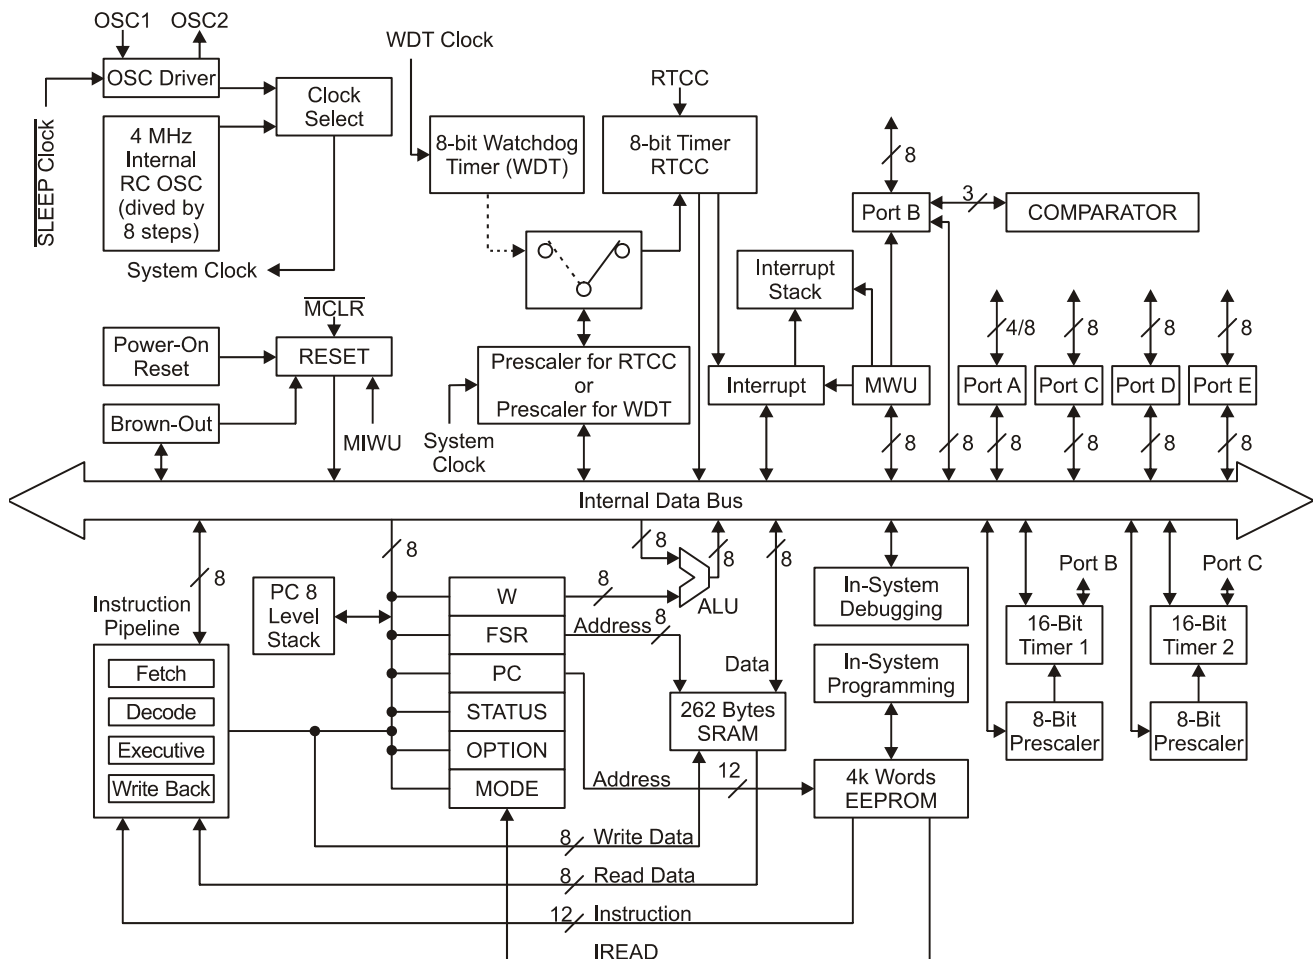 OSC1
OSC2
WDT Clock
OSC Driver
RTCC
SLEEP Clock
Clock
Select
4 MHz
Internal
RC OSC
(dived by
8 steps)
8-bit Watchdog
Timer (WDT)
8-bit Timer
RTCC
8
Port B
3
COMPARATOR
System Clock
Interrupt
Stack
MCLR
Power-On
Reset
RESET
Prescaler for RTCC
or
Prescaler for WDT
Interrupt
MWU
4/8
8
8
8
Port A
Port C
Port D
Port E
Brown-Out
MIWU
System
Clock
8
8
8
8
8
8
Internal Data Bus
8
8
8
8
8
Instruction
Pipeline
PC 8
Level
Stack
W
8
ALU
FSR
Address
8
PC
Data
STATUS
OPTION
MODE
262 Bytes
SRAM
In-System
Debugging
In-System
Programming
Port B
Port C
16-Bit
Timer 1
16-Bit
Timer 2
8-Bit
Prescaler
8-Bit
Prescaler
Fetch
Decode
Executive
Write Back
Address
12
4k Words
EEPROM
8
Write Data
8
Read Data
12
Instruction
IREAD